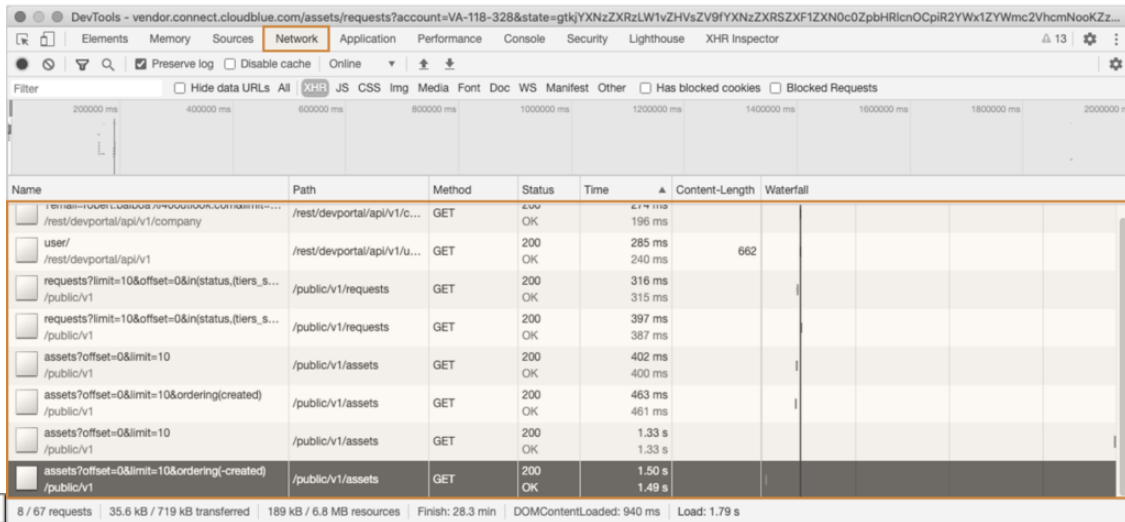 DevTools - vendor.connect.cloudblue.com/assets/requests?account=VA-118-328&state=gtkjYXNzZXRzLW1vZHVsZV9fYXNzZXRSZXF1ZXN0c0ZpbHRlcnOCpiR2YWx1ZYWmc2VhcmNooKZz...
Elements Memory Sources Network Application Performance Console Security Lighthouse XHR Inspector 13
Preserve log Disable cache Online
Filter Hide data URLs All XHR JS CSS Img Media Font Doc WS Manifest Other Has blocked cookies Blocked Requests
200000 ms 400000 ms 600000 ms 800000 ms 1000000 ms 1200000 ms 1400000 ms 1600000 ms 1800000 ms 2000000
Name Path Method Status Time Content-Length Waterfall
/rest/devportal/api/v1/c... GET 200 274 ms
/rest/devportal/api/v1/company OK 196 ms
user/ /rest/devportal/api/v1/u... GET 200 285 ms 662
/rest/devportal/api/v1 OK 240 ms
requests?limit=10&offset=0&in(status,(tiers_s... /public/v1/requests GET 200 316 ms
/public/v1 OK 315 ms
requests?limit=10&offset=0&in(status,(tiers_s... /public/v1/requests GET 200 397 ms
/public/v1 OK 387 ms
assets?offset=0&limit=10 /public/v1/assets GET 200 402 ms
/public/v1 OK 400 ms
assets?offset=0&limit=10&ordering(created) /public/v1/assets GET 200 463 ms
/public/v1 OK 461 ms
assets?offset=0&limit=10 /public/v1/assets GET 200 1.33 s
/public/v1 OK 1.33 s
assets?offset=0&limit=10&ordering(-created) /public/v1/assets GET 200 1.50 s
/public/v1 OK 1.49 s
8 / 67 requests 35.6 kB / 719 kB transferred 189 kB / 6.8 MB resources Finish: 28.3 min DOMContentLoaded: 940 ms Load: 1.79 s